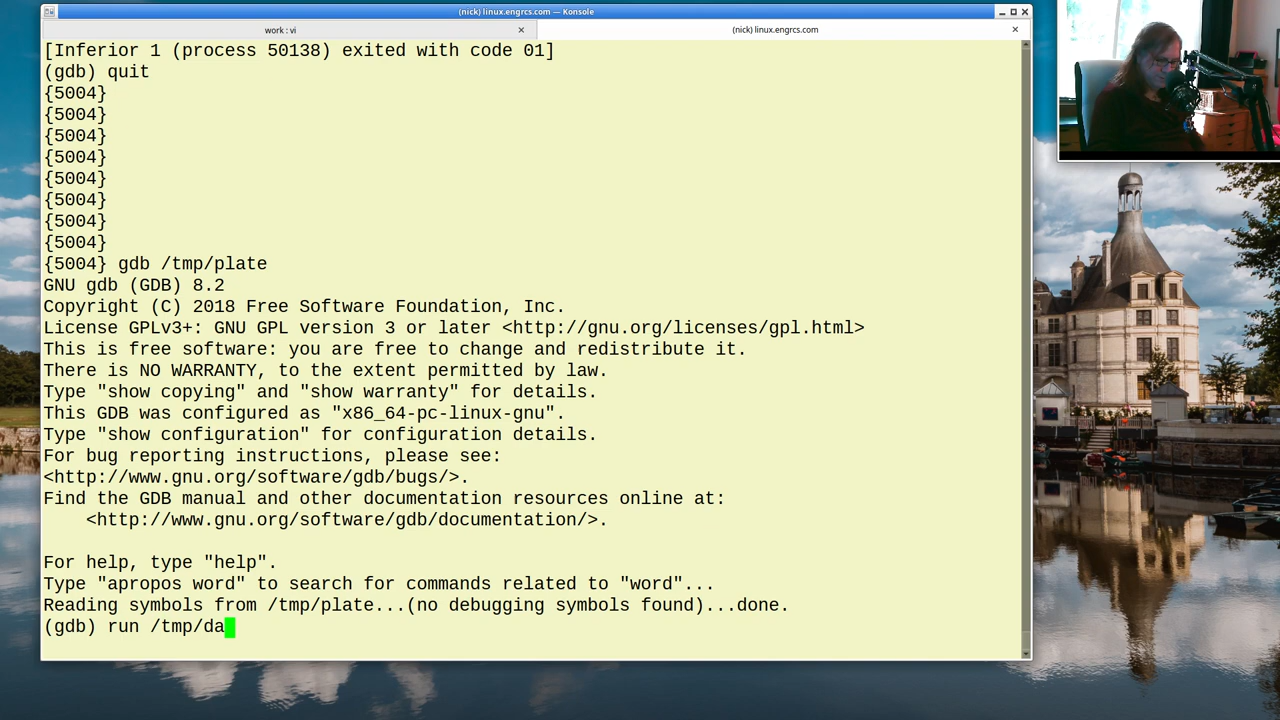 (nick) linux.engrcs.com — Konsole
work : vi
(nick) linux.engrcs.com
[Inferior 1 (process 50138) exited with code 01]
(gdb) quit
{5004}
{5004}
{5004}
{5004}
{5004}
{5004}
{5004}
{5004}
{5004} gdb /tmp/plate
GNU gdb (GDB) 8.2
Copyright (C) 2018 Free Software Foundation, Inc.
License GPLv3+: GNU GPL version 3 or later <http://gnu.org/licenses/gpl.html>
This is free software: you are free to change and redistribute it.
There is NO WARRANTY, to the extent permitted by law.
Type "show copying" and "show warranty" for details.
This GDB was configured as "x86_64-pc-linux-gnu".
Type "show configuration" for configuration details.
For bug reporting instructions, please see:
<http://www.gnu.org/software/gdb/bugs/>.
Find the GDB manual and other documentation resources online at:
    <http://www.gnu.org/software/gdb/documentation/>.
For help, type "help".
Type "apropos word" to search for commands related to "word"...
Reading symbols from /tmp/plate...(no debugging symbols found)...done.
(gdb) run /tmp/da